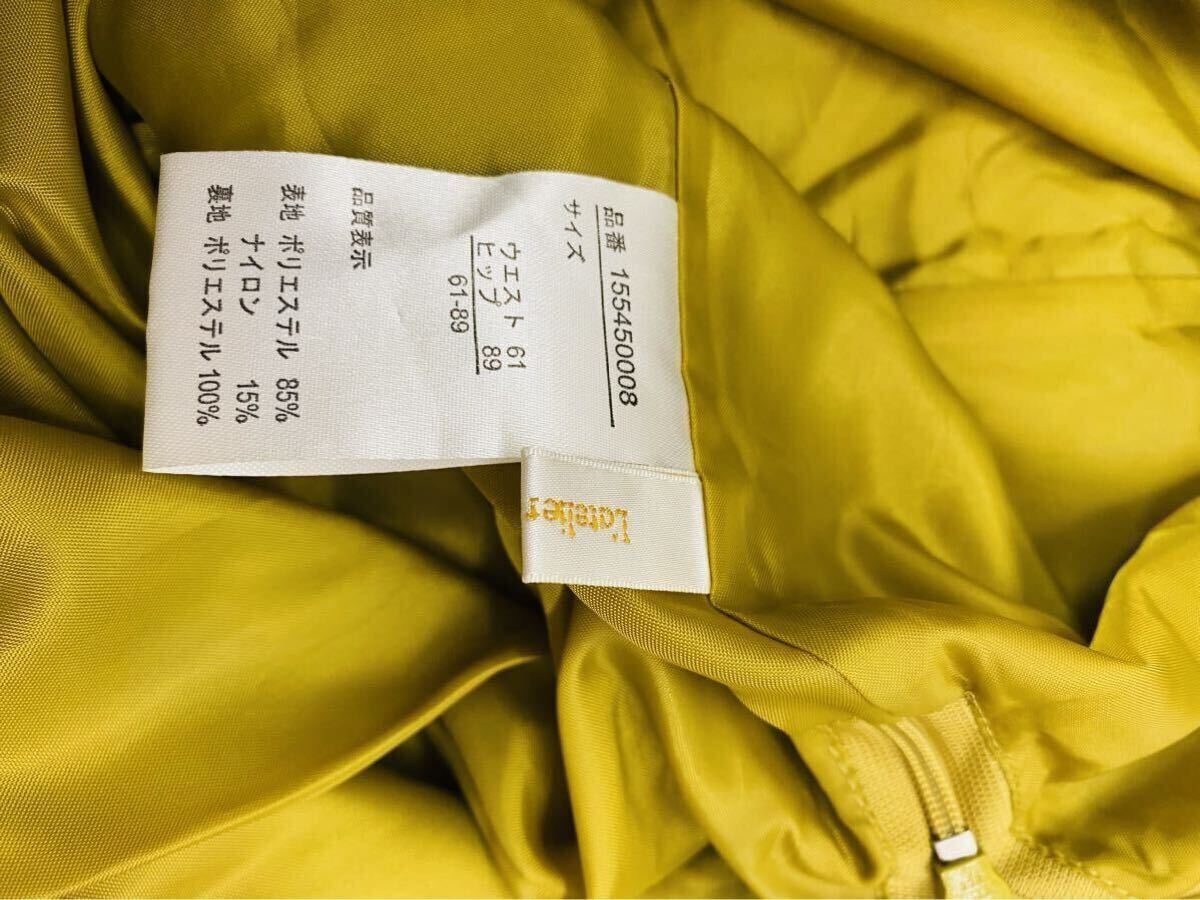 品番 155450008
サイズ
ウエスト 61
ヒップ 89
61-89
品質表示
表地 ポリエステル 85%
ナイロン 15%
裏地 ポリエステル 100%
L'atelier